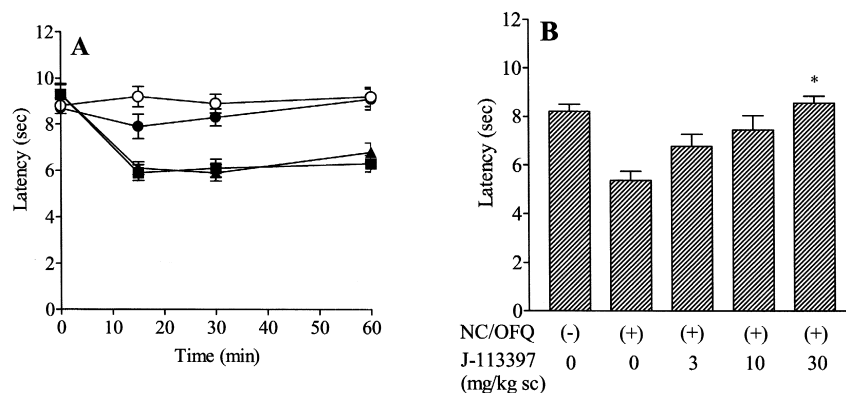 A
12
10
8
6
4
2
0
Latency (sec)
0 10 20 30 40 50 60
Time (min)
B
12
10
8
6
4
2
0
Latency (sec)
*
NC/OFQ (-) (+) (+) (+) (+)
J-113397 0 0 3 10 30
(mg/kg sc)